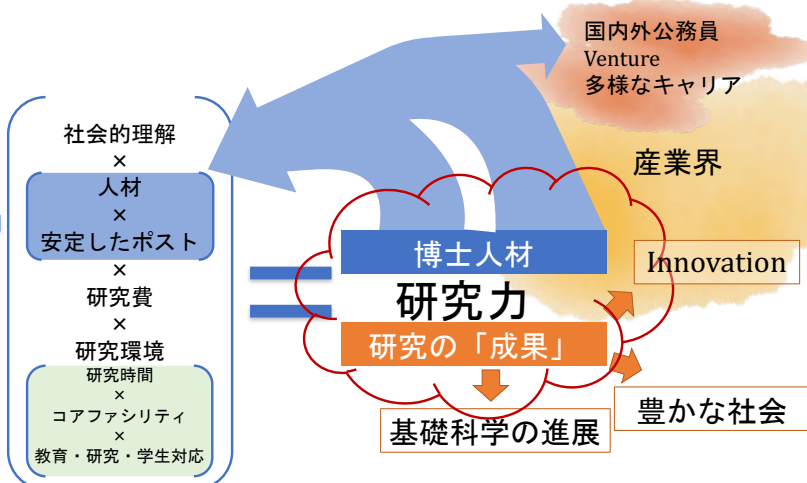 国内外公務員
Venture
多様なキャリア
産業界
社会的理解
×
人材
×
安定したポスト
×
研究費
×
研究環境
研究時間
×
コアファシリティ
×
教育・研究・学生対応
=
博士人材
研究力
研究の「成果」
Innovation
豊かな社会
基礎科学の進展